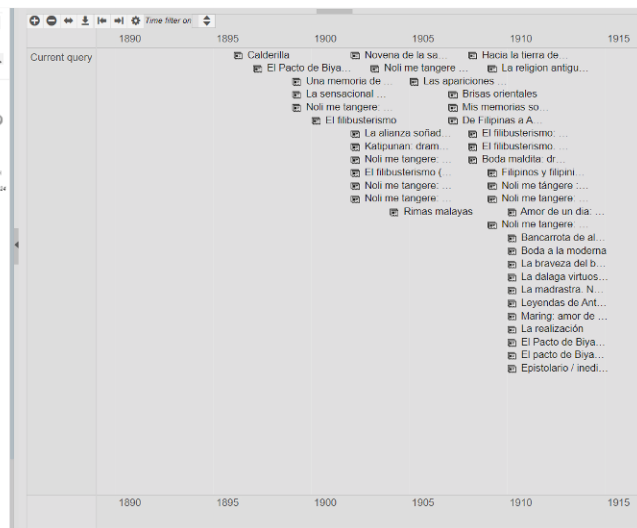 Time filter on
1890 1895 1900 1905 1910 1915
Current query
Calderilla Novena de la sa... Hacia la tierra de...
El Pacto de Biya... Noli me tangere ... La religion antigu...
Una memoria de ... Las apariciones ...
La sensacional ... Brisas orientales
Noli me tangere: ... Mis memorias so...
El filibusterismo De Filipinas a A...
La alianza soñad... El filibusterismo: ...
Katipunan: dram... El filibusterismo. ...
Noli me tangere: ... Boda maldita: dr...
El filibusterismo (... Filipinos y filipini...
Noli me tangere: ... Noli me tángere :...
Noli me tangere: ... Noli me tangere: ...
Rimas malayas Amor de un dia: ...
Noli me tangere: ...
Bancarrota de al...
Boda a la moderna
La braveza del b...
La dalaga virtuos...
La madrastra. N...
Leyendas de Ant...
Maring: amor de ...
La realización
El Pacto de Biya...
El pacto de Biya...
Epistolario / inedi...
1890 1895 1900 1905 1910 1915